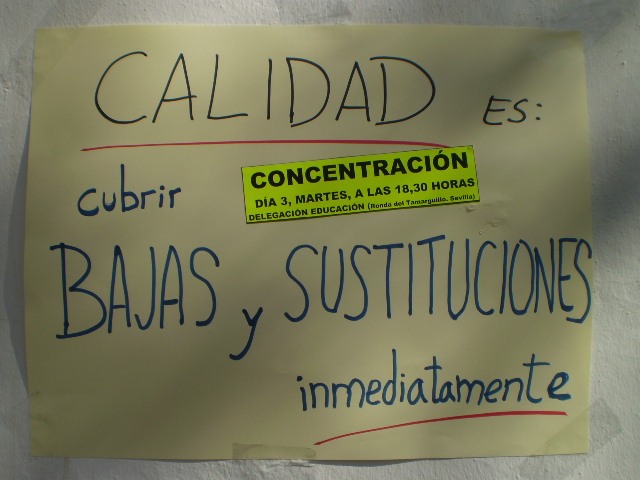 CALIDAD ES:
cubrir
CONCENTRACIÓN
DÍA 3, MARTES, A LAS 18,30 HORAS
DELEGACIÓN EDUCACIÓN (Ronda del Tamarguillo, Sevilla)
BAJAS y SUSTITUCIONES
inmediatamente